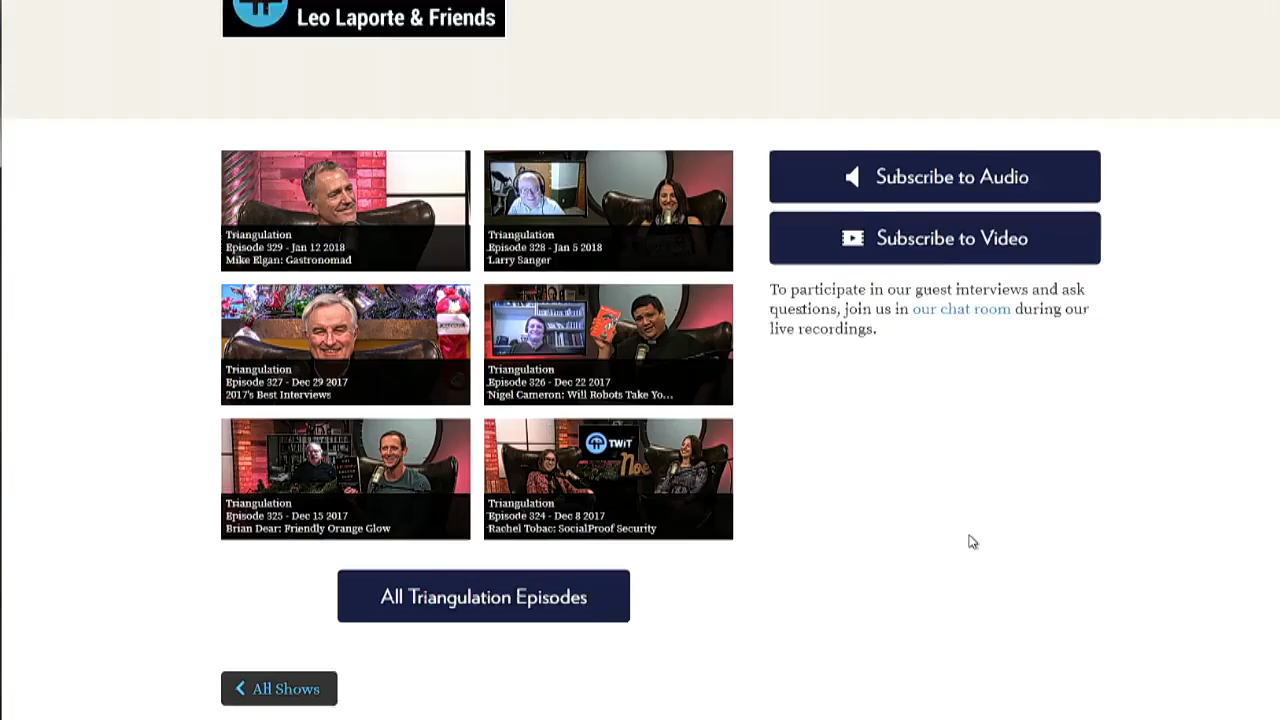 Leo Laporte & Friends
Triangulation
Episode 329 - Jan 12 2018
Mike Elgan: Gastronomad
Triangulation
Episode 328 - Jan 5 2018
Larry Sanger
Subscribe to Audio
Subscribe to Video
To participate in our guest interviews and ask
questions, join us in our chat room during our
live recordings.
Triangulation
Episode 327 - Dec 29 2017
2017's Best Interviews
Triangulation
Episode 326 - Dec 22 2017
Nigel Cameron: Will Robots Take Yo...
TWiT
Triangulation
Episode 325 - Dec 15 2017
Brian Dear: Friendly Orange Glow
Triangulation
Episode 324 - Dec 8 2017
Rachel Tobac: SocialProof Security
All Triangulation Episodes
All Shows